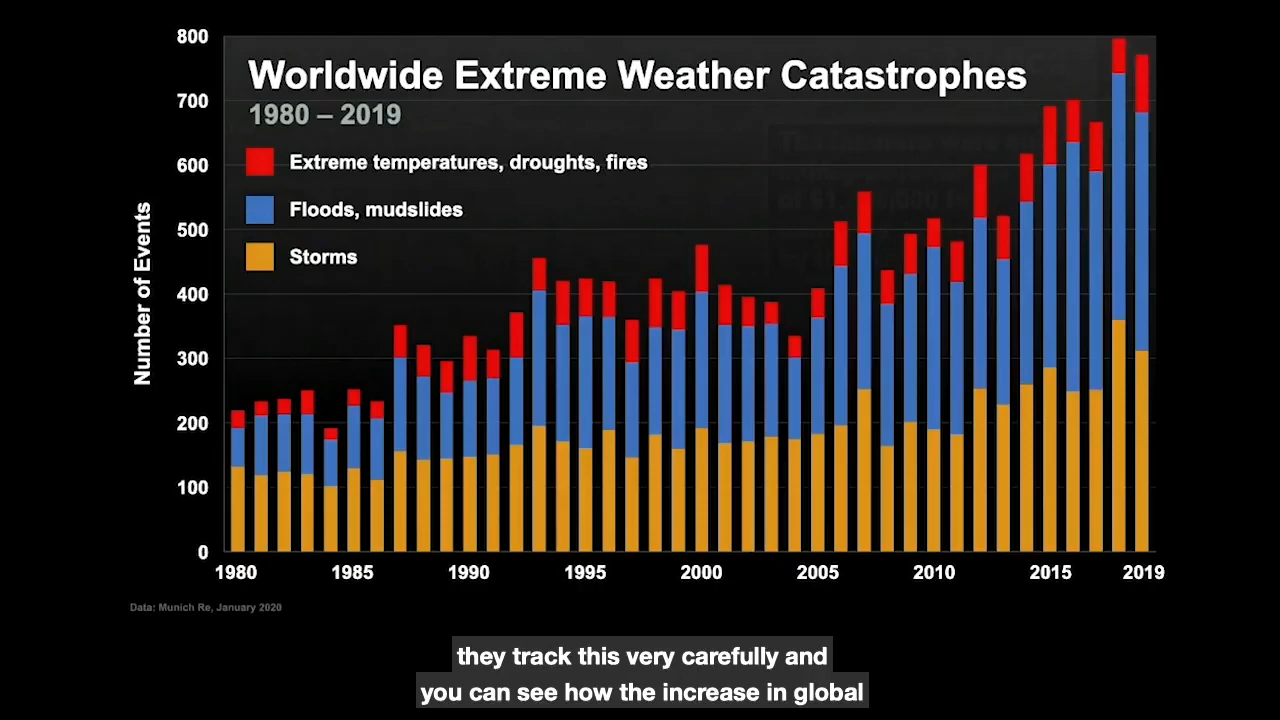 Worldwide Extreme Weather Catastrophes
1980 – 2019
Extreme temperatures, droughts, fires
Floods, mudslides
Storms
Number of Events
800
700
600
500
400
300
200
100
0
1980 1985 1990 1995 2000 2005 2010 2015 2019
Data: Munich Re, January 2020
they track this very carefully and
you can see how the increase in global